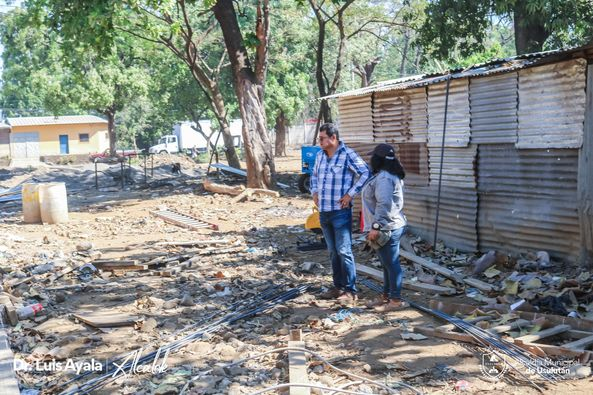 Dr. Luis Ayala Alcalde
Alcaldía Municipal
de Usulután